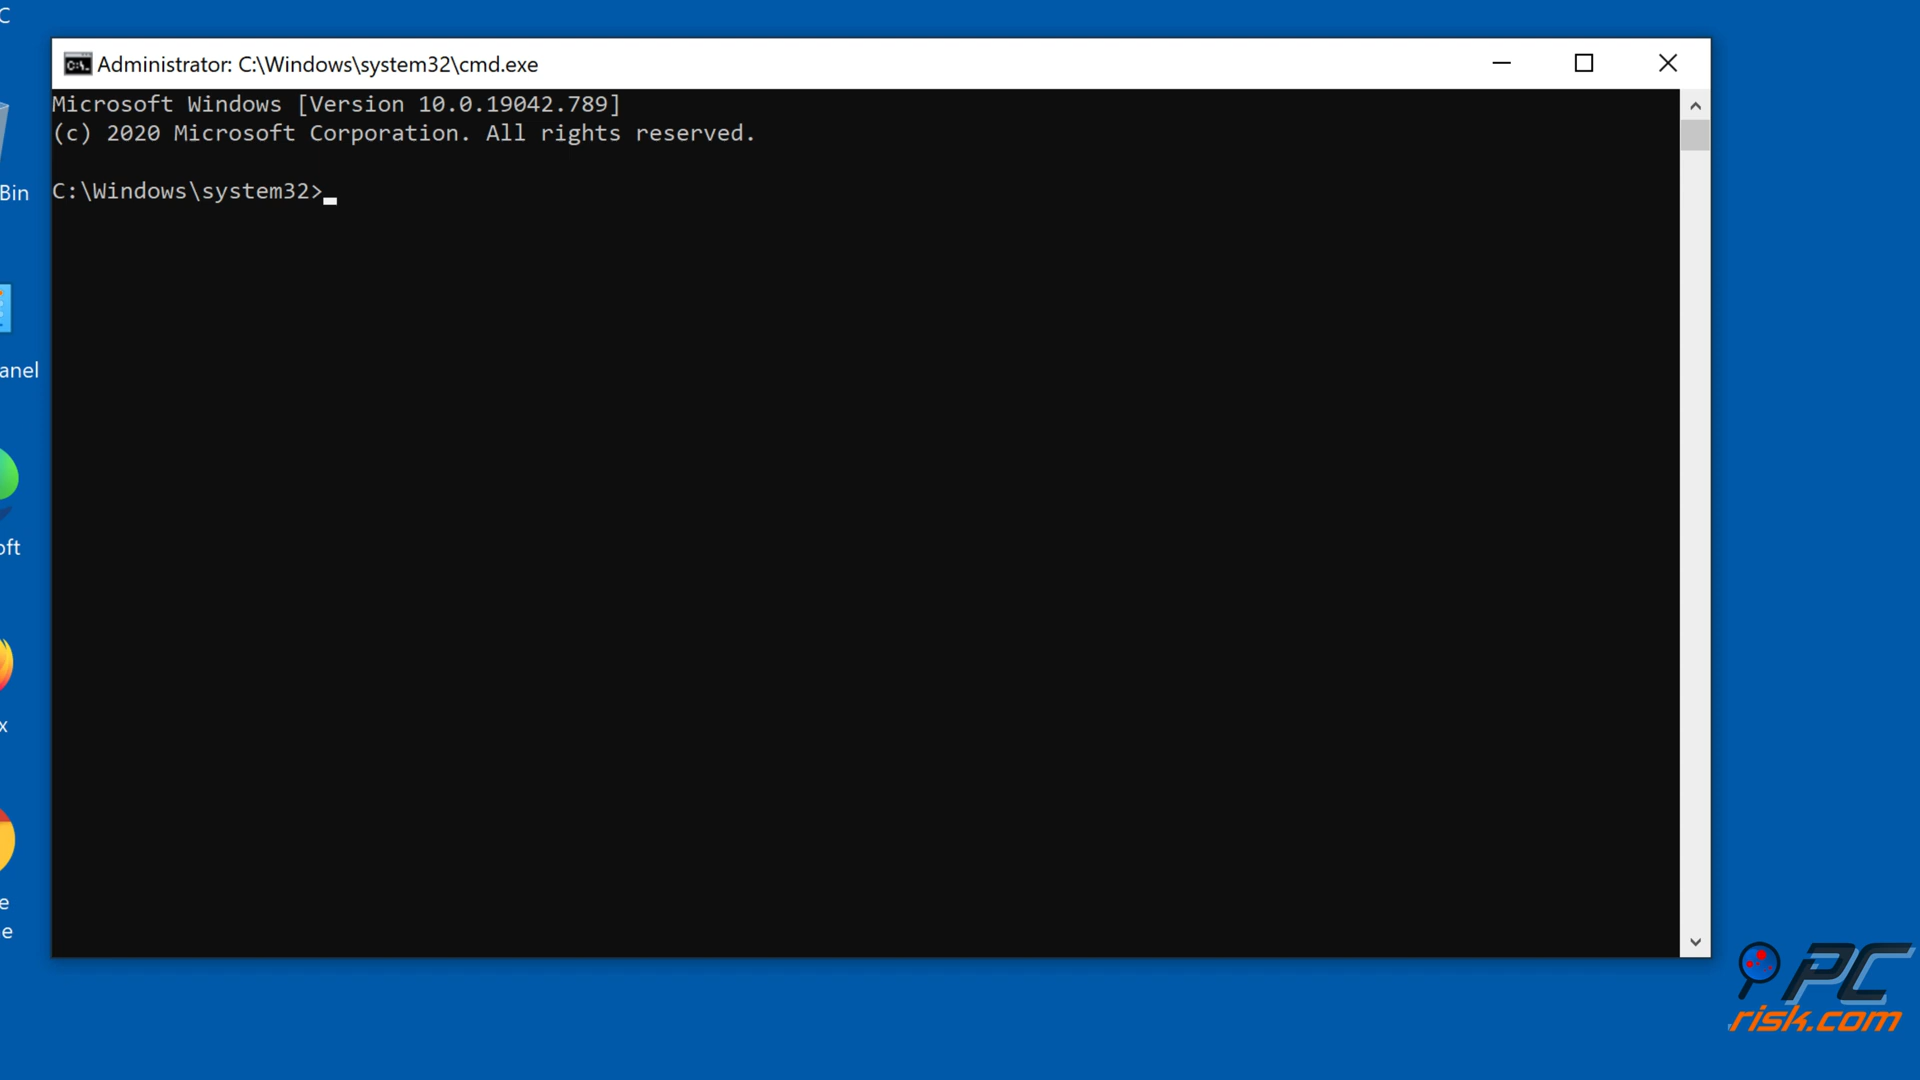 C
Administrator: C:\Windows\system32\cmd.exe
Microsoft Windows [Version 10.0.19042.789]
(c) 2020 Microsoft Corporation. All rights reserved.
C:\Windows\system32>
Bin
anel
oft
x
e
e
PC
risk.com